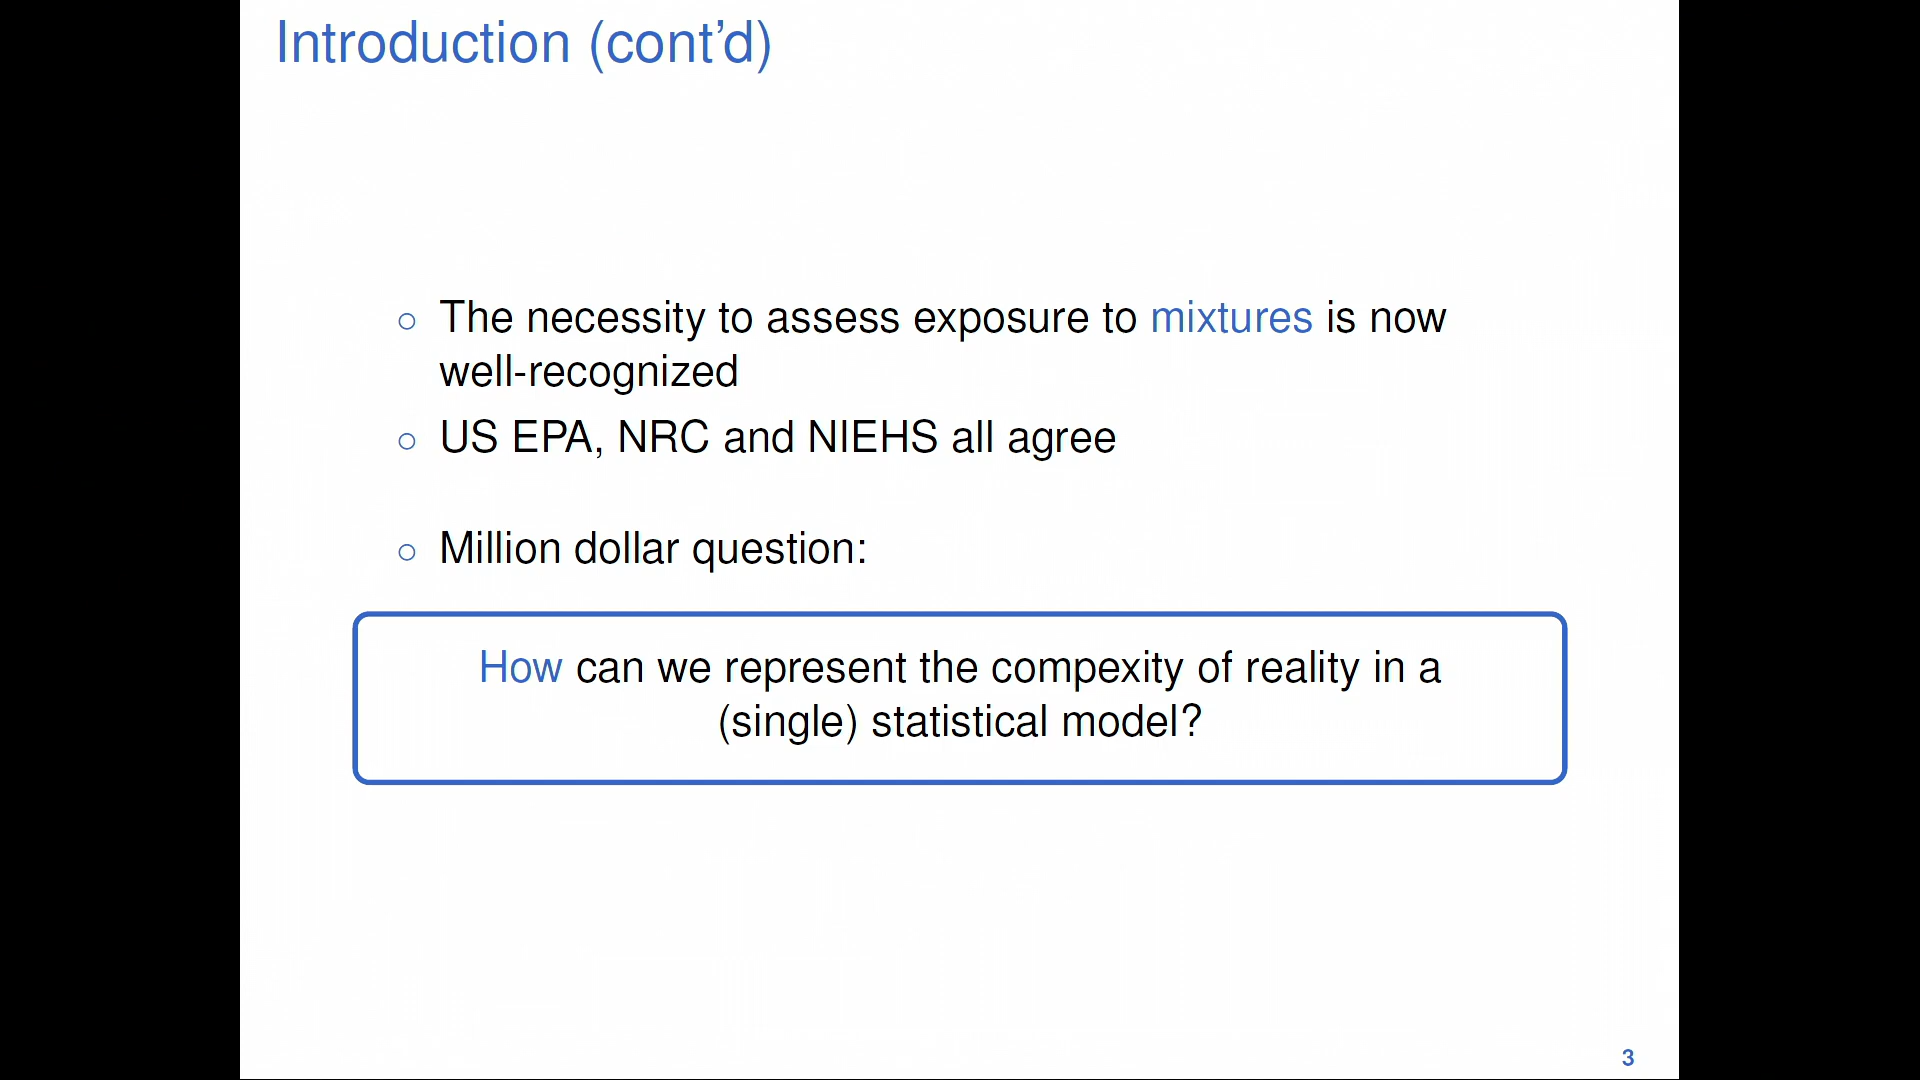 Introduction (cont’d)
○ The necessity to assess exposure to mixtures is now
well-recognized
○ US EPA, NRC and NIEHS all agree
○ Million dollar question:
How can we represent the compexity of reality in a
(single) statistical model?
3